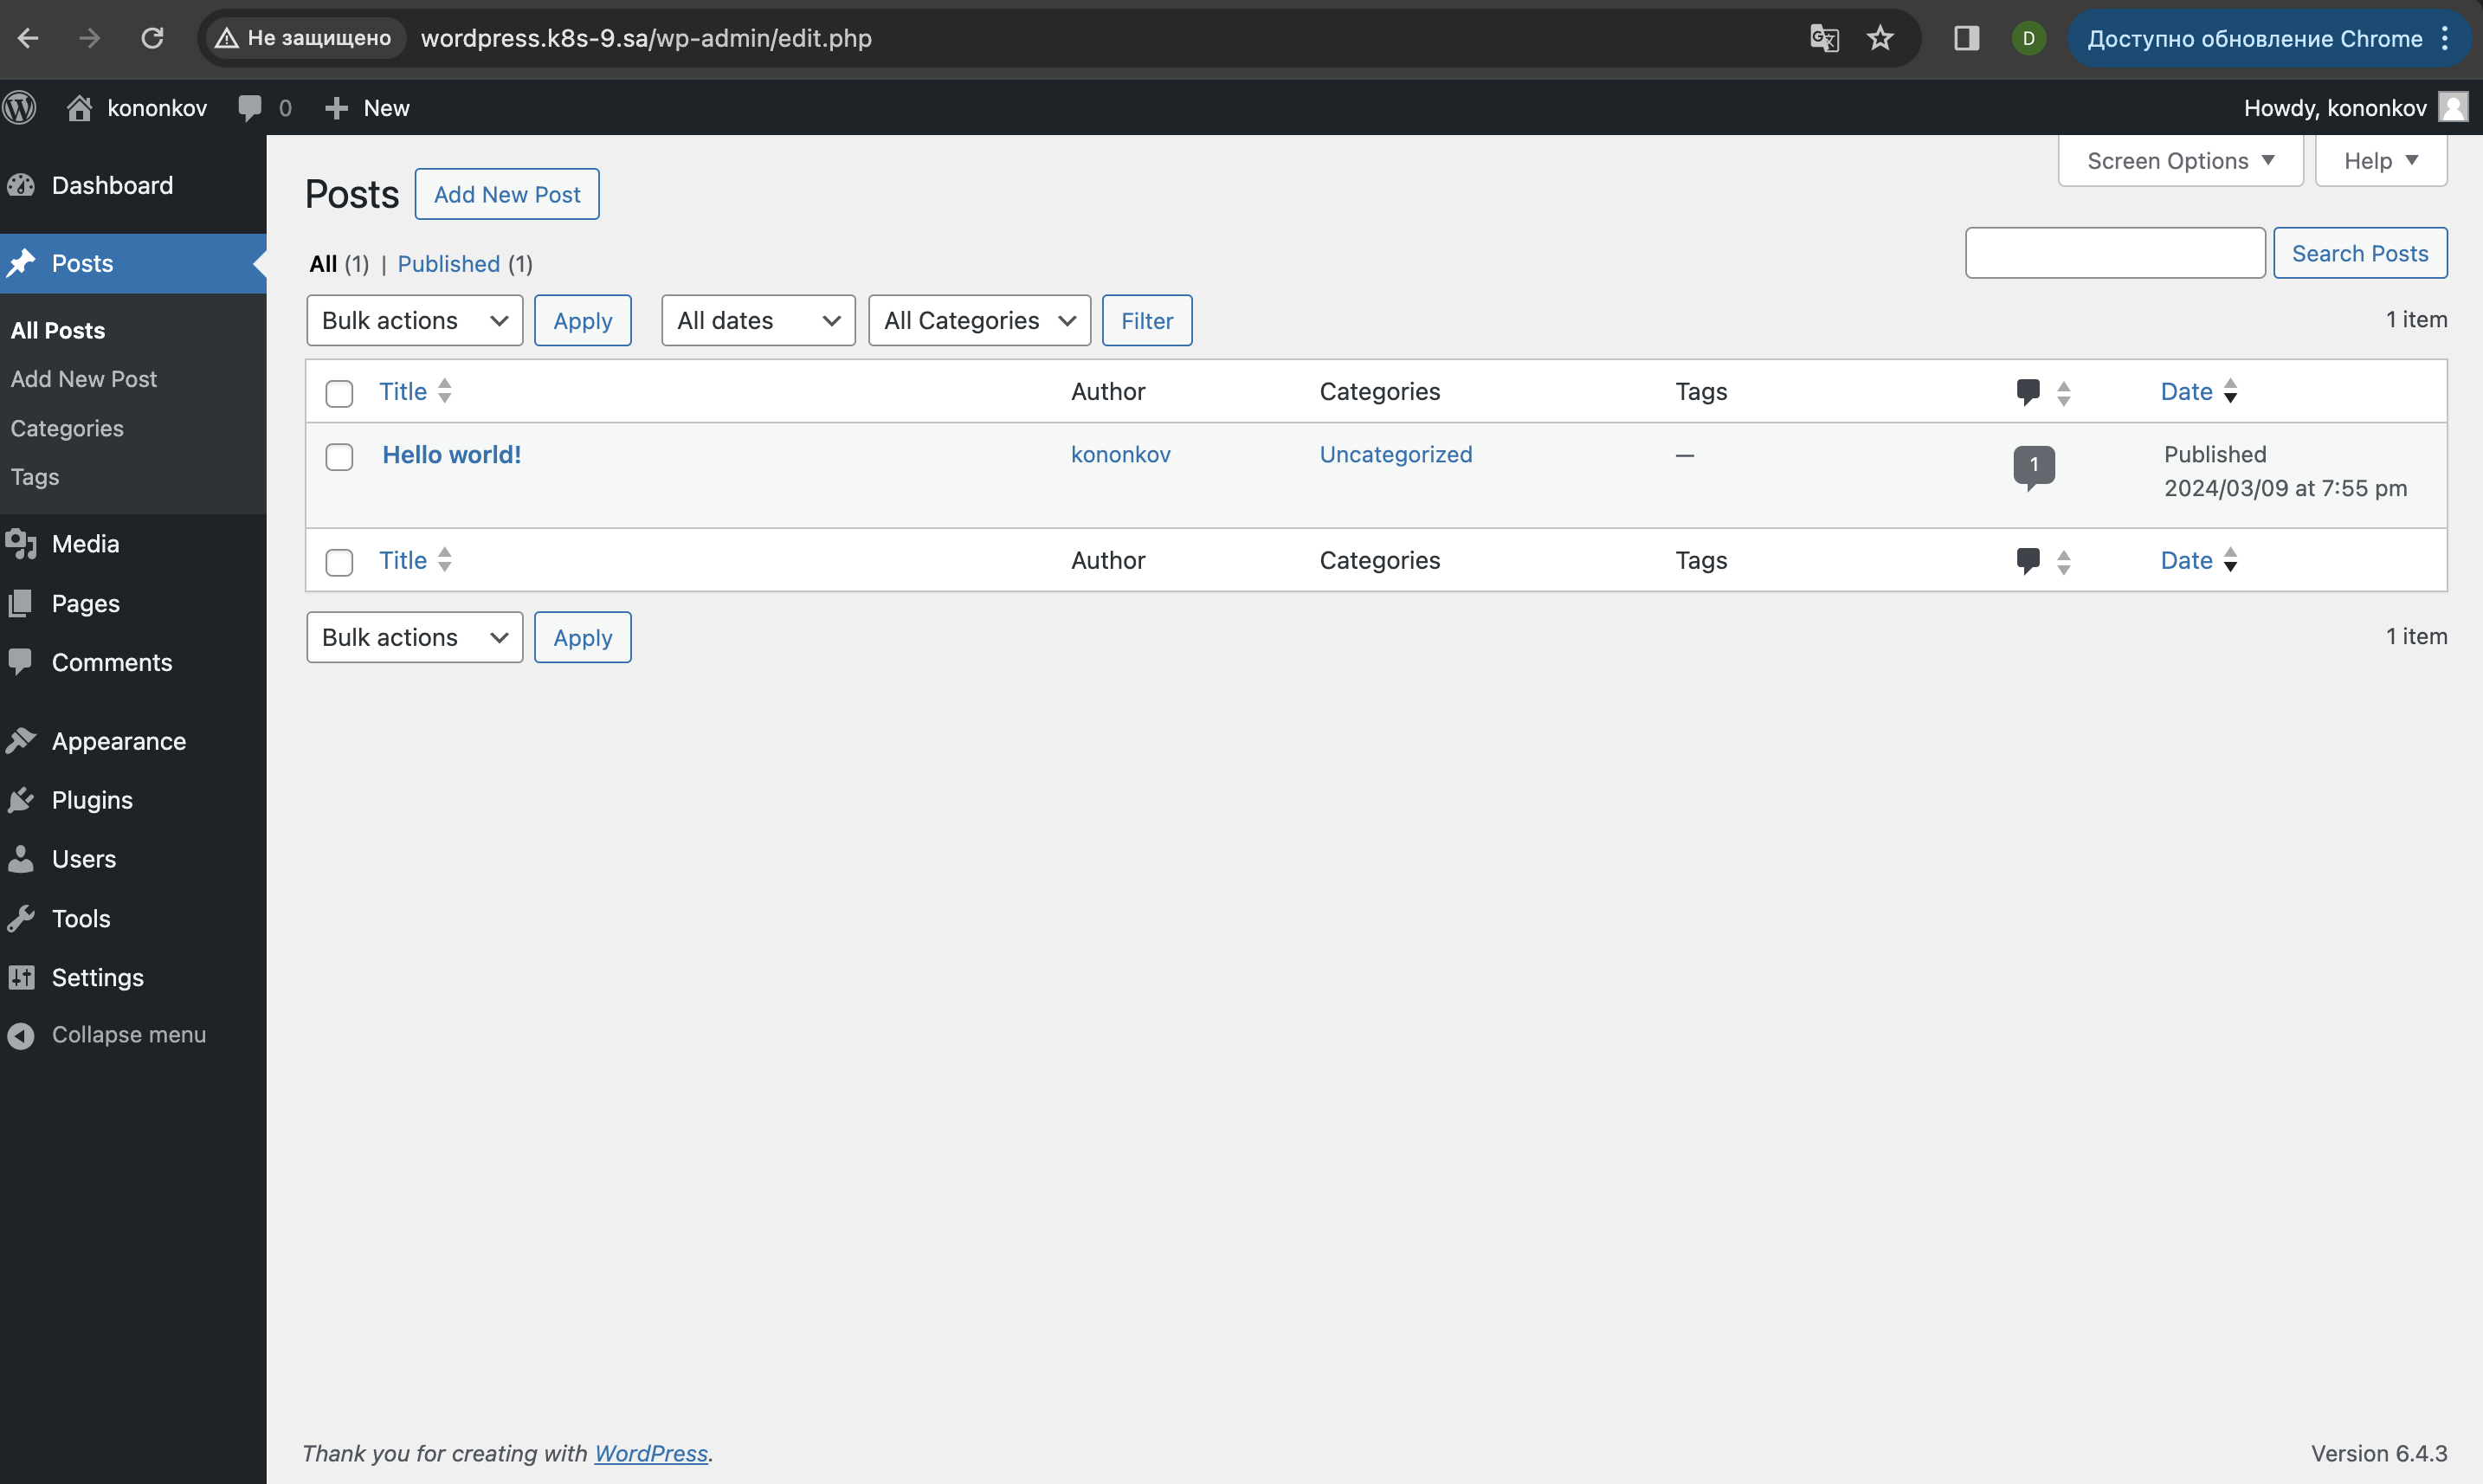 Не защищено wordpress.k8s-9.sa/wp-admin/edit.php D Доступно обновление Chrome
kononkov 0 New Howdy, kononkov
Screen Options Help
Dashboard
Posts
All Posts
Add New Post
Categories
Tags
Media
Pages
Comments
Appearance
Plugins
Users
Tools
Settings
Collapse menu
Posts Add New Post
All (1) | Published (1)
Search Posts
Bulk actions Apply All dates All Categories Filter 1 item
Title Author Categories Tags Date
Hello world! kononkov Uncategorized — 1 Published
2024/03/09 at 7:55 pm
Title Author Categories Tags Date
Bulk actions Apply 1 item
Thank you for creating with WordPress. Version 6.4.3